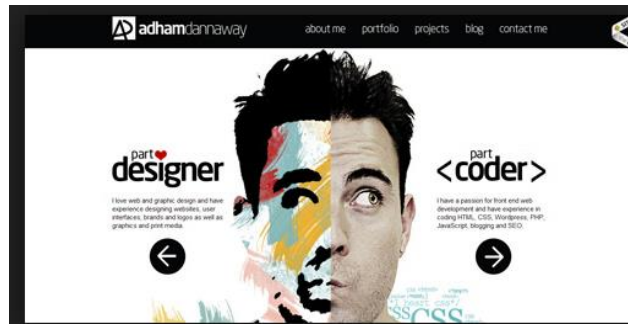 adhamdannaway
about me portfolio projects blog contact me
part
designer
I love web and graphic design and have
experience designing websites, user
interfaces, brands and logos as well as
graphics and print media.
part
<coder>
I have a passion for front end web
development and have experience in
coding HTML, CSS, Wordpress, PHP,
JavaScript, blogging and SEO.
CSS